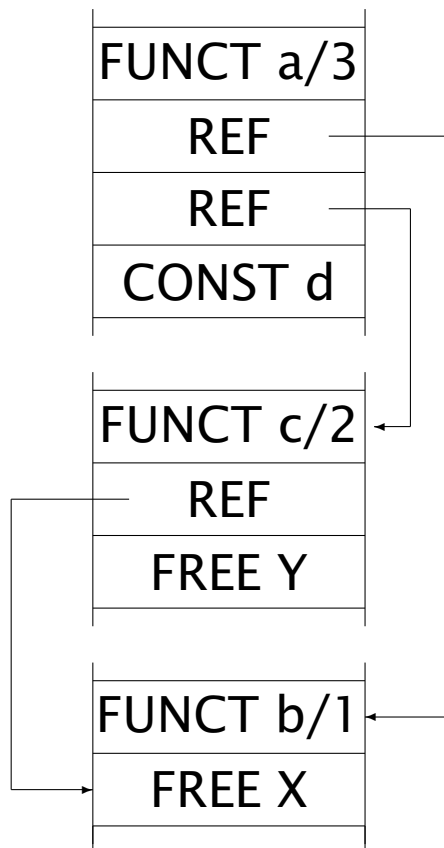 FUNCT a/3
REF
REF
CONST d
FUNCT c/2
REF
FREE Y
FUNCT b/1
FREE X